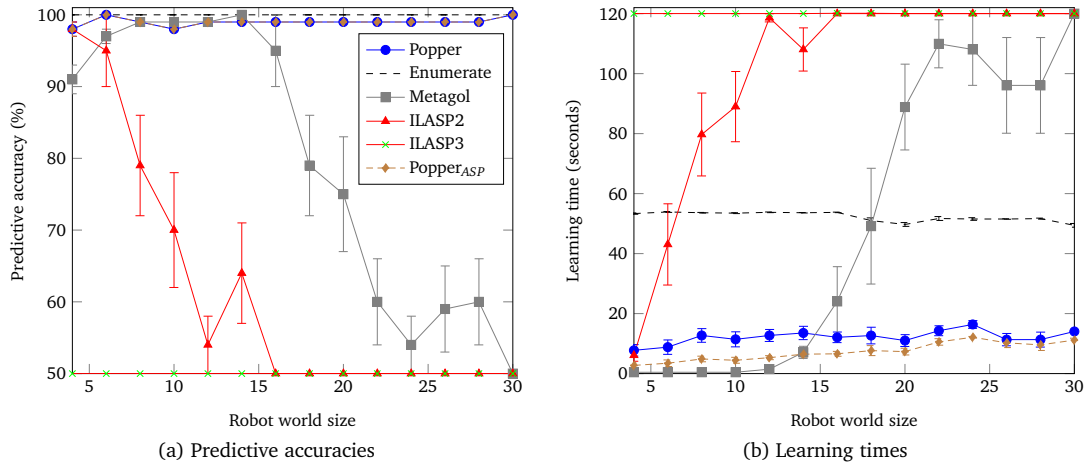 100
90
80
70
60
50
5
10
15
20
25
30
Predictive accuracy (%)
Robot world size
Popper
Enumerate
Metagol
ILASP2
ILASP3
Popper_ASP
(a) Predictive accuracies
120
100
80
60
40
20
0
5
10
15
20
25
30
Learning time (seconds)
Robot world size
(b) Learning times